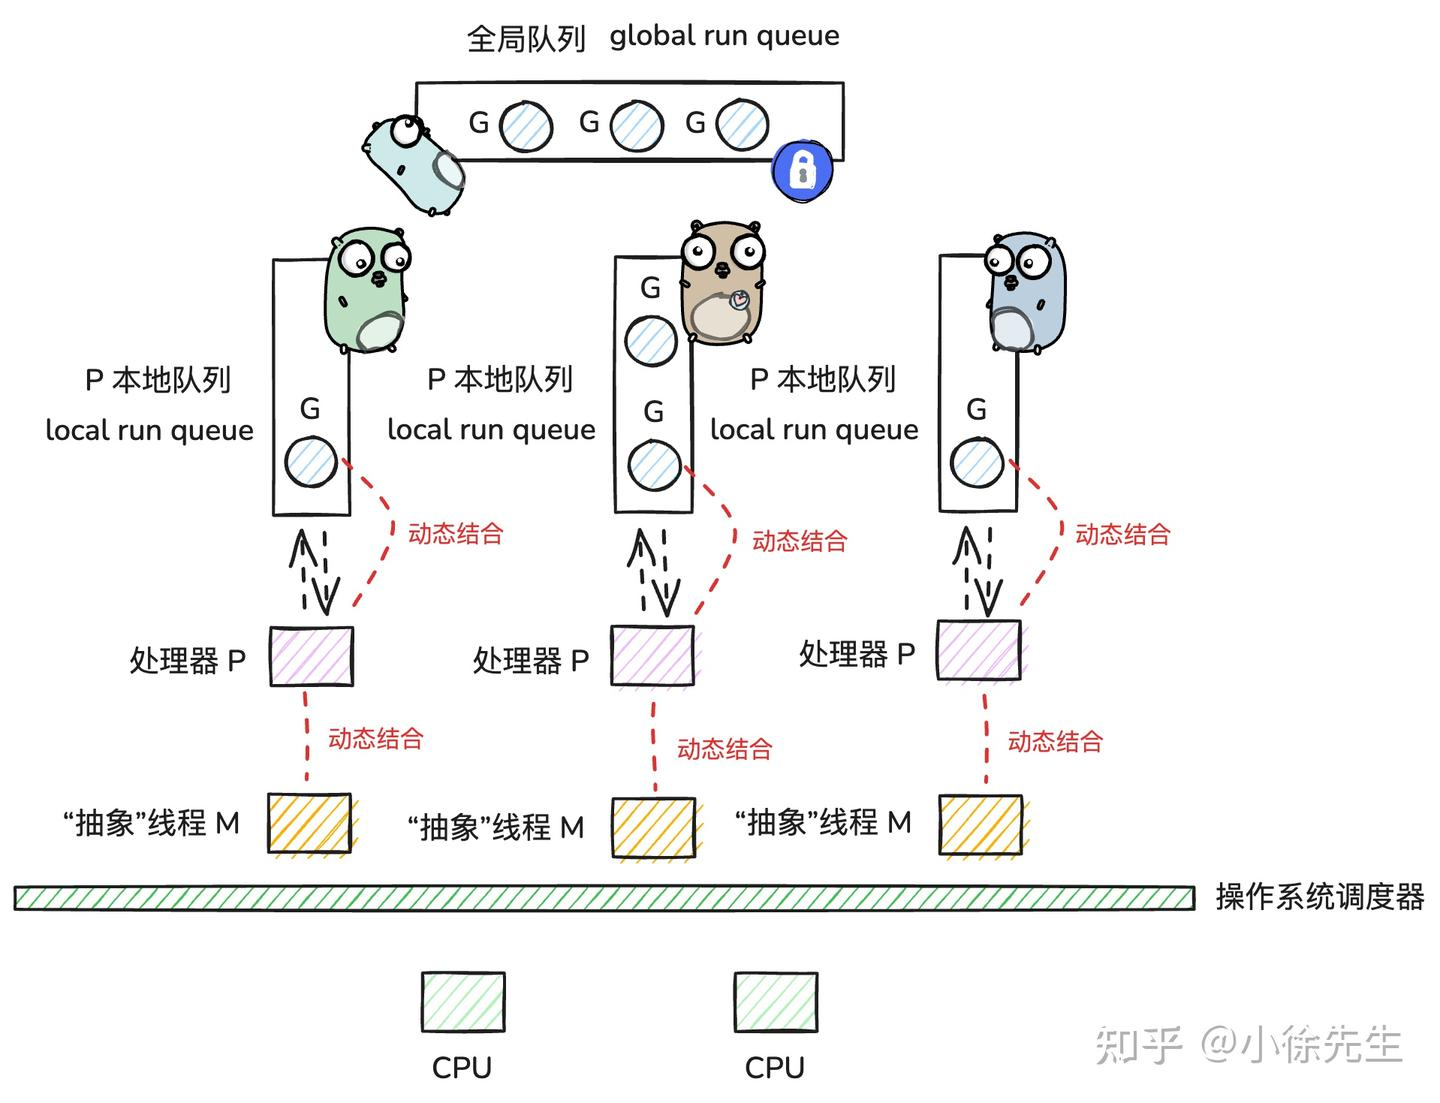 全局队列 global run queue
G G G
G
P 本地队列 P 本地队列 P 本地队列
G G G
local run queue local run queue local run queue
动态结合 动态结合 动态结合
处理器 P 处理器 P 处理器 P
动态结合 动态结合 动态结合
“抽象”线程 M “抽象”线程 M “抽象”线程 M
操作系统调度器
CPU CPU
知乎 @小徐先生